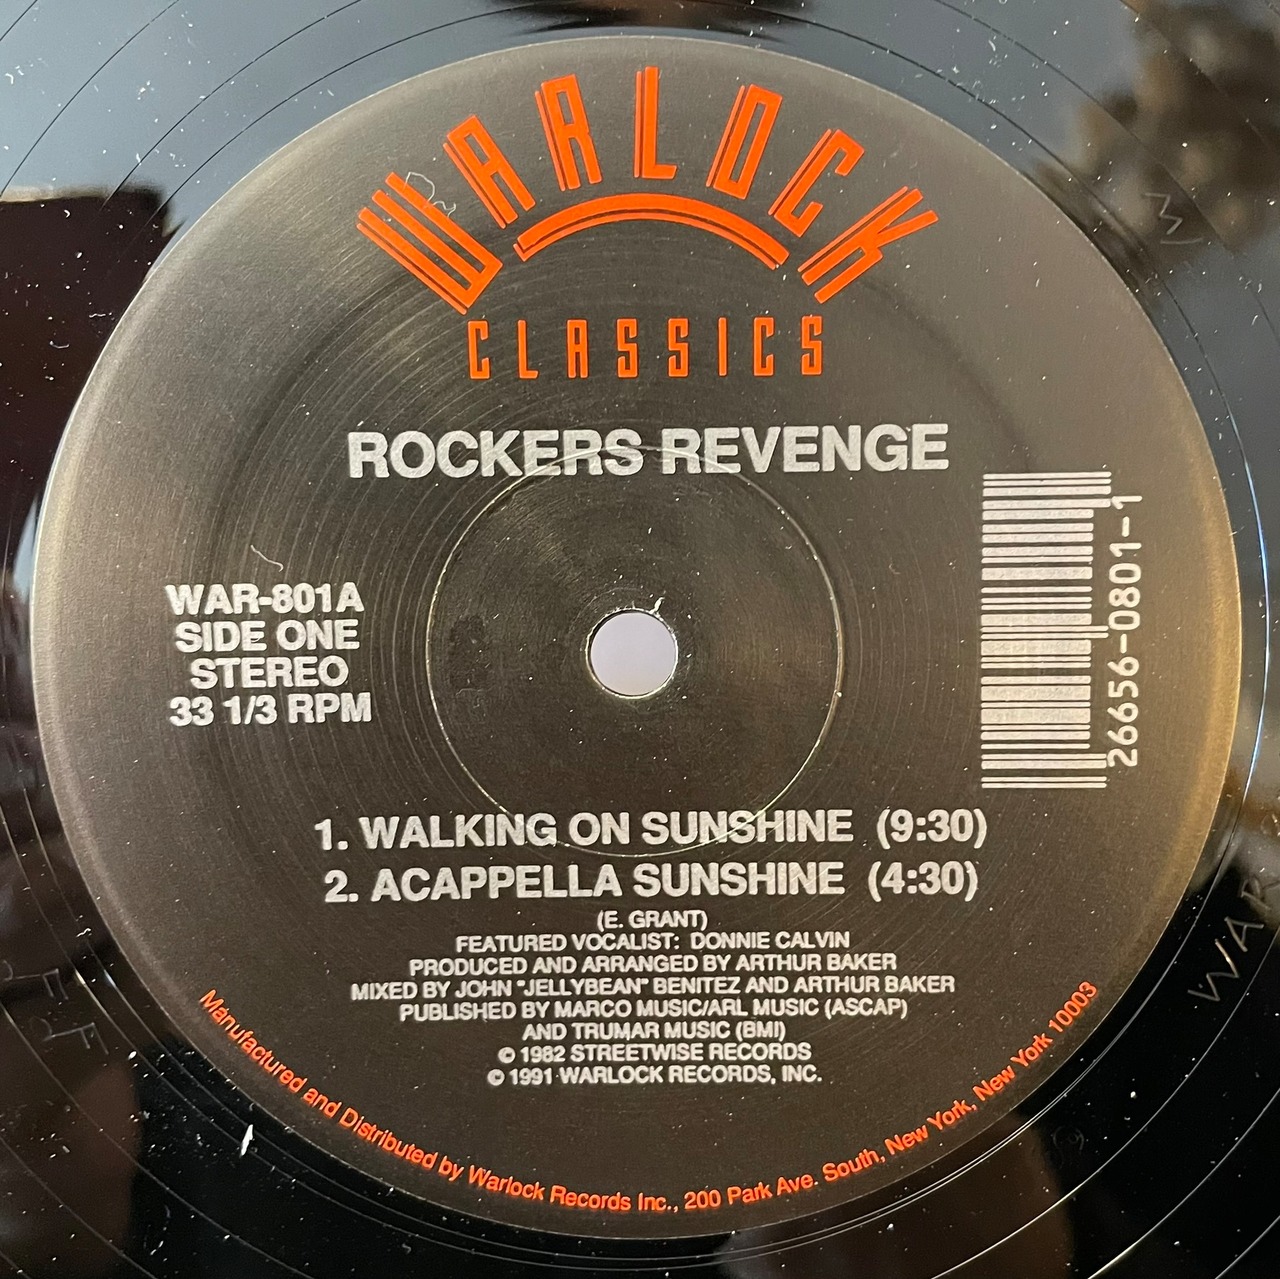 WARLOCK
CLASSICS
ROCKERS REVENGE
WAR-801A
SIDE ONE
STEREO
33 1/3 RPM
26656-0801-1
1. WALKING ON SUNSHINE (9:30)
2. ACAPPELLA SUNSHINE (4:30)
(E. GRANT)
FEATURED VOCALIST: DONNIE CALVIN
PRODUCED AND ARRANGED BY ARTHUR BAKER
MIXED BY JOHN "JELLYBEAN" BENITEZ AND ARTHUR BAKER
PUBLISHED BY MARCO MUSIC/ARL MUSIC (ASCAP)
AND TRUMAR MUSIC (BMI)
© 1982 STREETWISE RECORDS
© 1991 WARLOCK RECORDS, INC.
Manufactured and Distributed by Warlock Records Inc., 200 Park Ave. South, New York, New York 10003
WAR